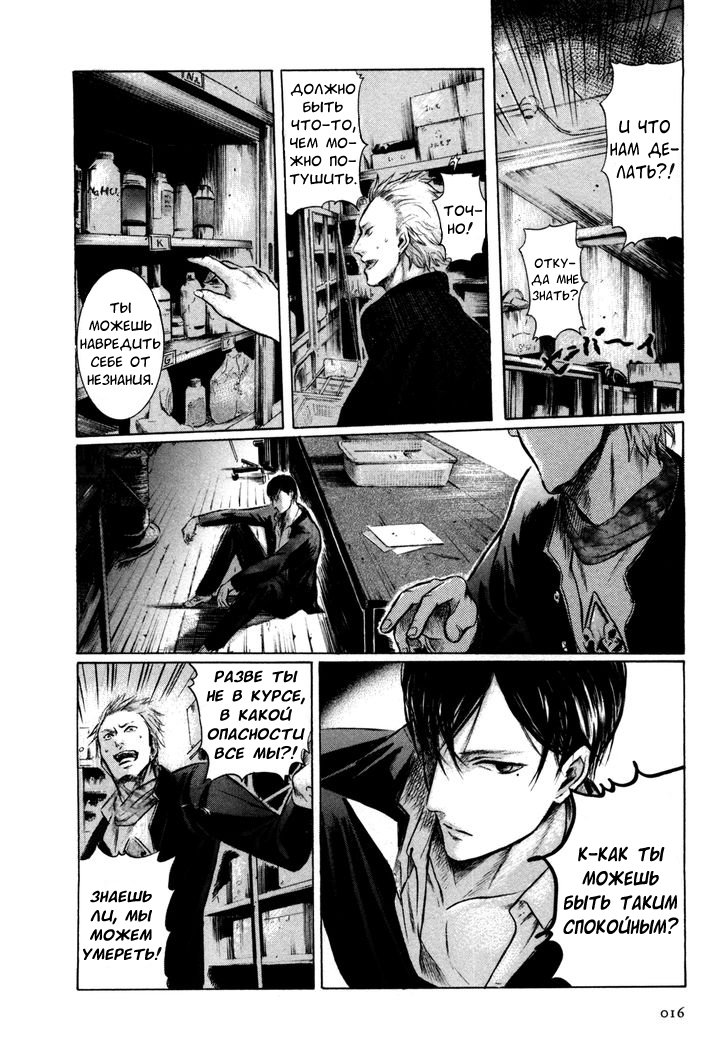 И ЧТО
НАМ ДЕ-
ЛАТЬ?!
ОТКУ-
ДА МНЕ
ЗНАТЬ?
ДОЛЖНО
БЫТЬ
ЧТО-ТО,
ЧЕМ МО-
ЖНО ПО-
ТУШИТЬ.
ТОЧ-
НО!
Na
NaHCl
K
ТЫ
МОЖЕШЬ
НАВРЕДИТЬ
СЕБЕ ОТ
НЕЗНАНИЯ.
К-КАК ТЫ
МОЖЕШЬ
БЫТЬ ТАКИМ
СПОКОЙНЫМ?
РАЗВЕ ТЫ
НЕ В КУРСЕ,
В КАКОЙ
ОПАСНОСТИ
ВСЕ МЫ?!
ЗНАЕШЬ
ЛИ, МЫ
МОЖЕМ
УМЕРЕТЬ!
016